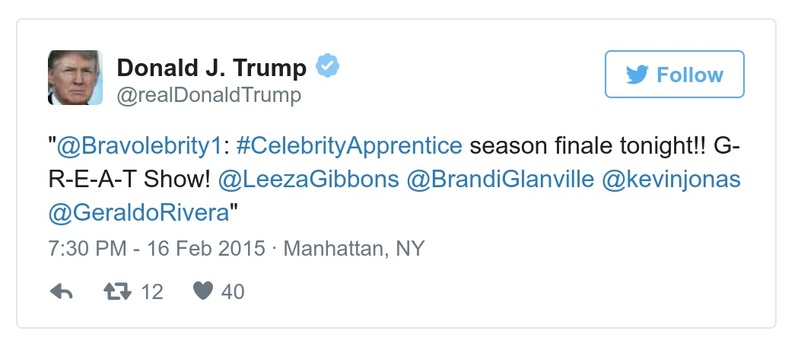 Donald J. Trump
Follow
@realDonaldTrump
"@Bravolebrity1: #CelebrityApprentice season finale tonight!! G-
R-E-A-T Show! @LeezaGibbons @BrandiGlanville @kevinjonas
@GeraldoRivera"
7:30 PM - 16 Feb 2015 · Manhattan, NY
12 40